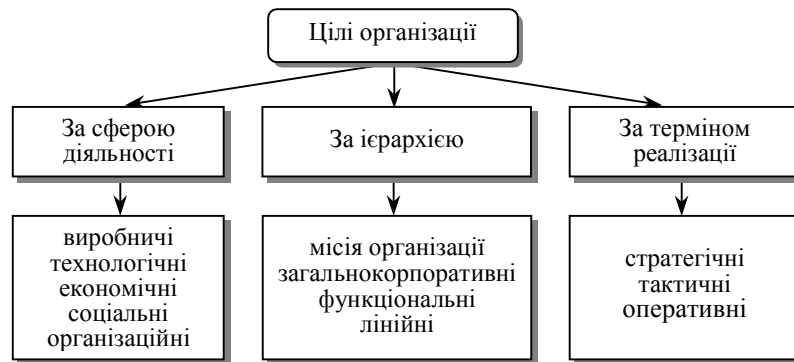 Цілі організації
За сферою
діяльності
За ієрархією
За терміном
реалізації
виробничі
технологічні
економічні
соціальні
організаційні
місія організації
загальнокорпоративні
функціональні
лінійні
стратегічні
тактичні
оперативні